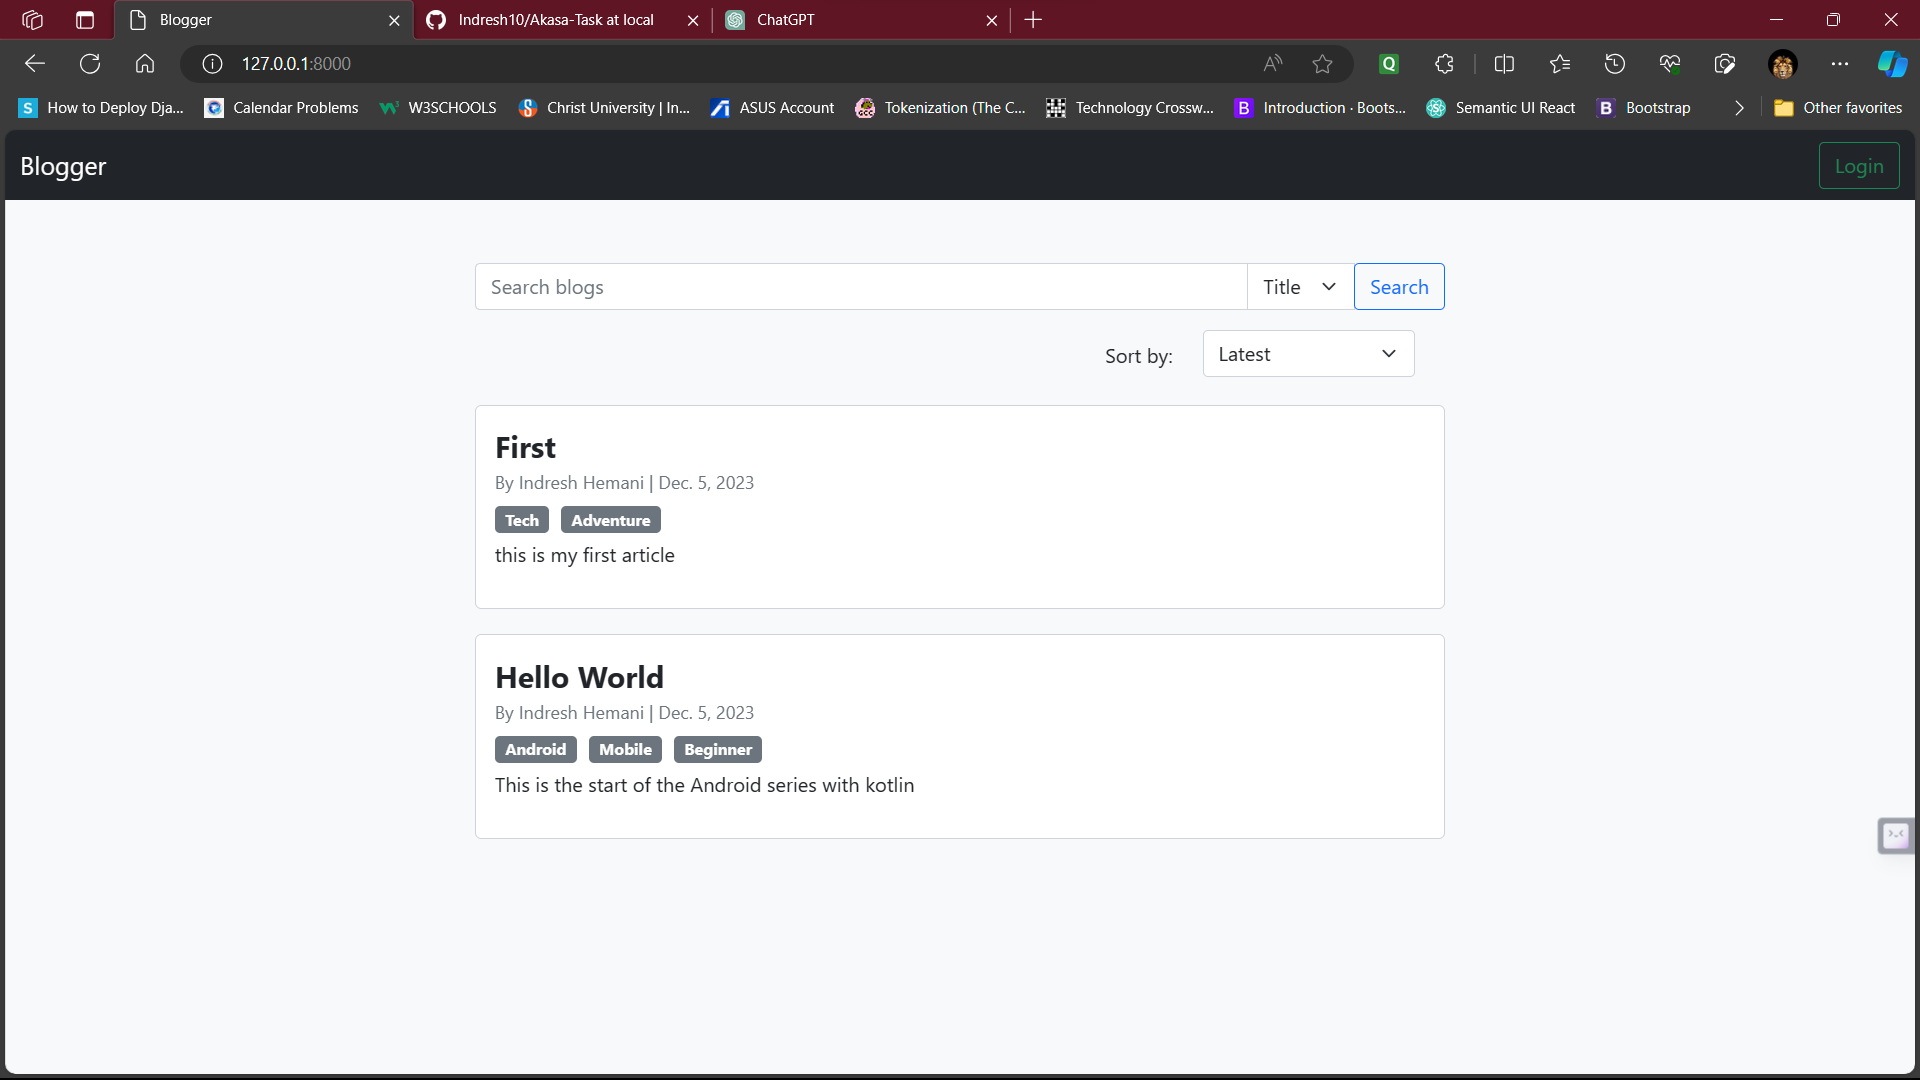 Blogger
Indresh10/Akasa-Task at local
ChatGPT
127.0.0.1:8000
How to Deploy Dja... Calendar Problems W3SCHOOLS Christ University | In... ASUS Account Tokenization (The C... Technology Crossw... Introduction · Boots... Semantic UI React Bootstrap Other favorites
Blogger Login
Search blogs Title Search
Sort by: Latest
First
By Indresh Hemani | Dec. 5, 2023
Tech Adventure
this is my first article
Hello World
By Indresh Hemani | Dec. 5, 2023
Android Mobile Beginner
This is the start of the Android series with kotlin